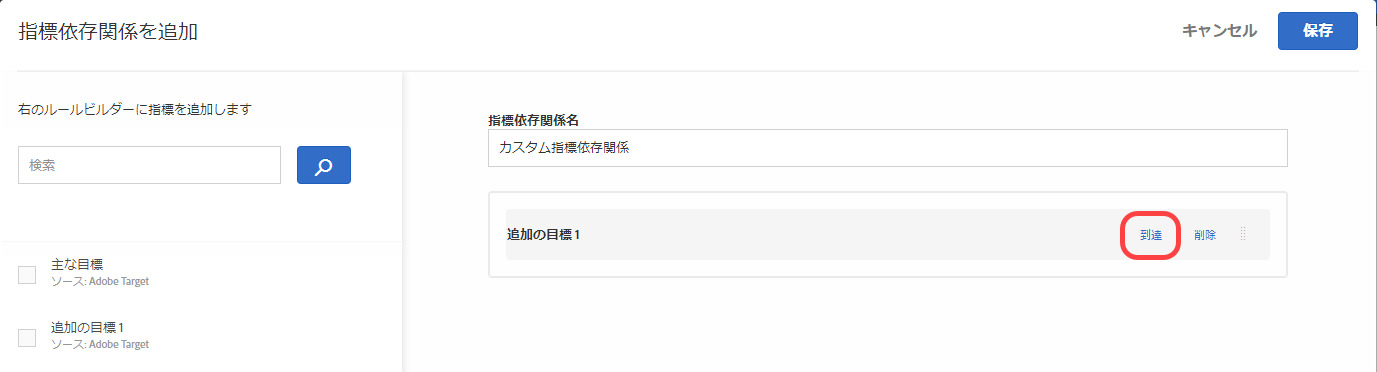 指標依存関係を追加
キャンセル
保存
右のルールビルダーに指標を追加します
検索
主な目標
ソース: Adobe Target
追加の目標 1
ソース: Adobe Target
指標依存関係名
カスタム指標依存関係
追加の目標 1
到達
削除